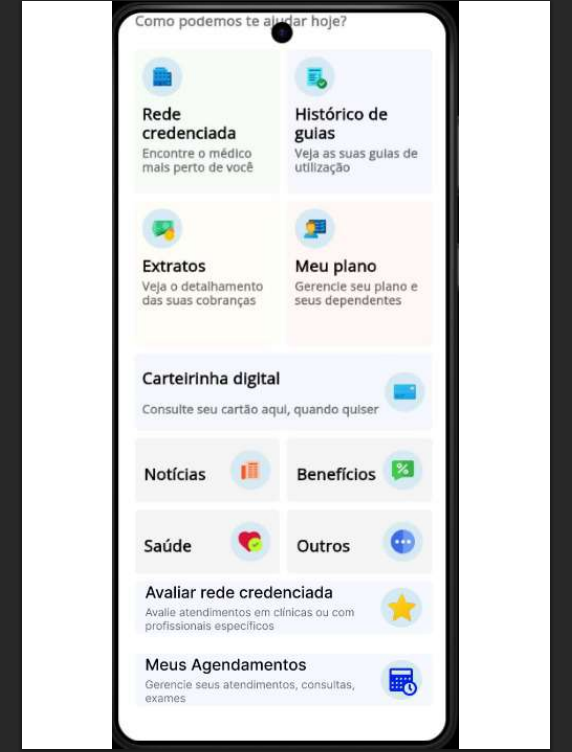 Como podemos te ajudar hoje?
Rede
credenciada
Encontre o médico
mais perto de você
Histórico de
guias
Veja as suas guias de
utilização
Extratos
Veja o detalhamento
das suas cobranças
Meu plano
Gerencie seu plano e
seus dependentes
Carteirinha digital
Consulte seu cartão aqui, quando quiser
Notícias
Benefícios
Saúde
Outros
Avaliar rede credenciada
Avalie atendimentos em clínicas ou com
profissionais específicos
Meus Agendamentos
Gerencie seus atendimentos, consultas,
exames